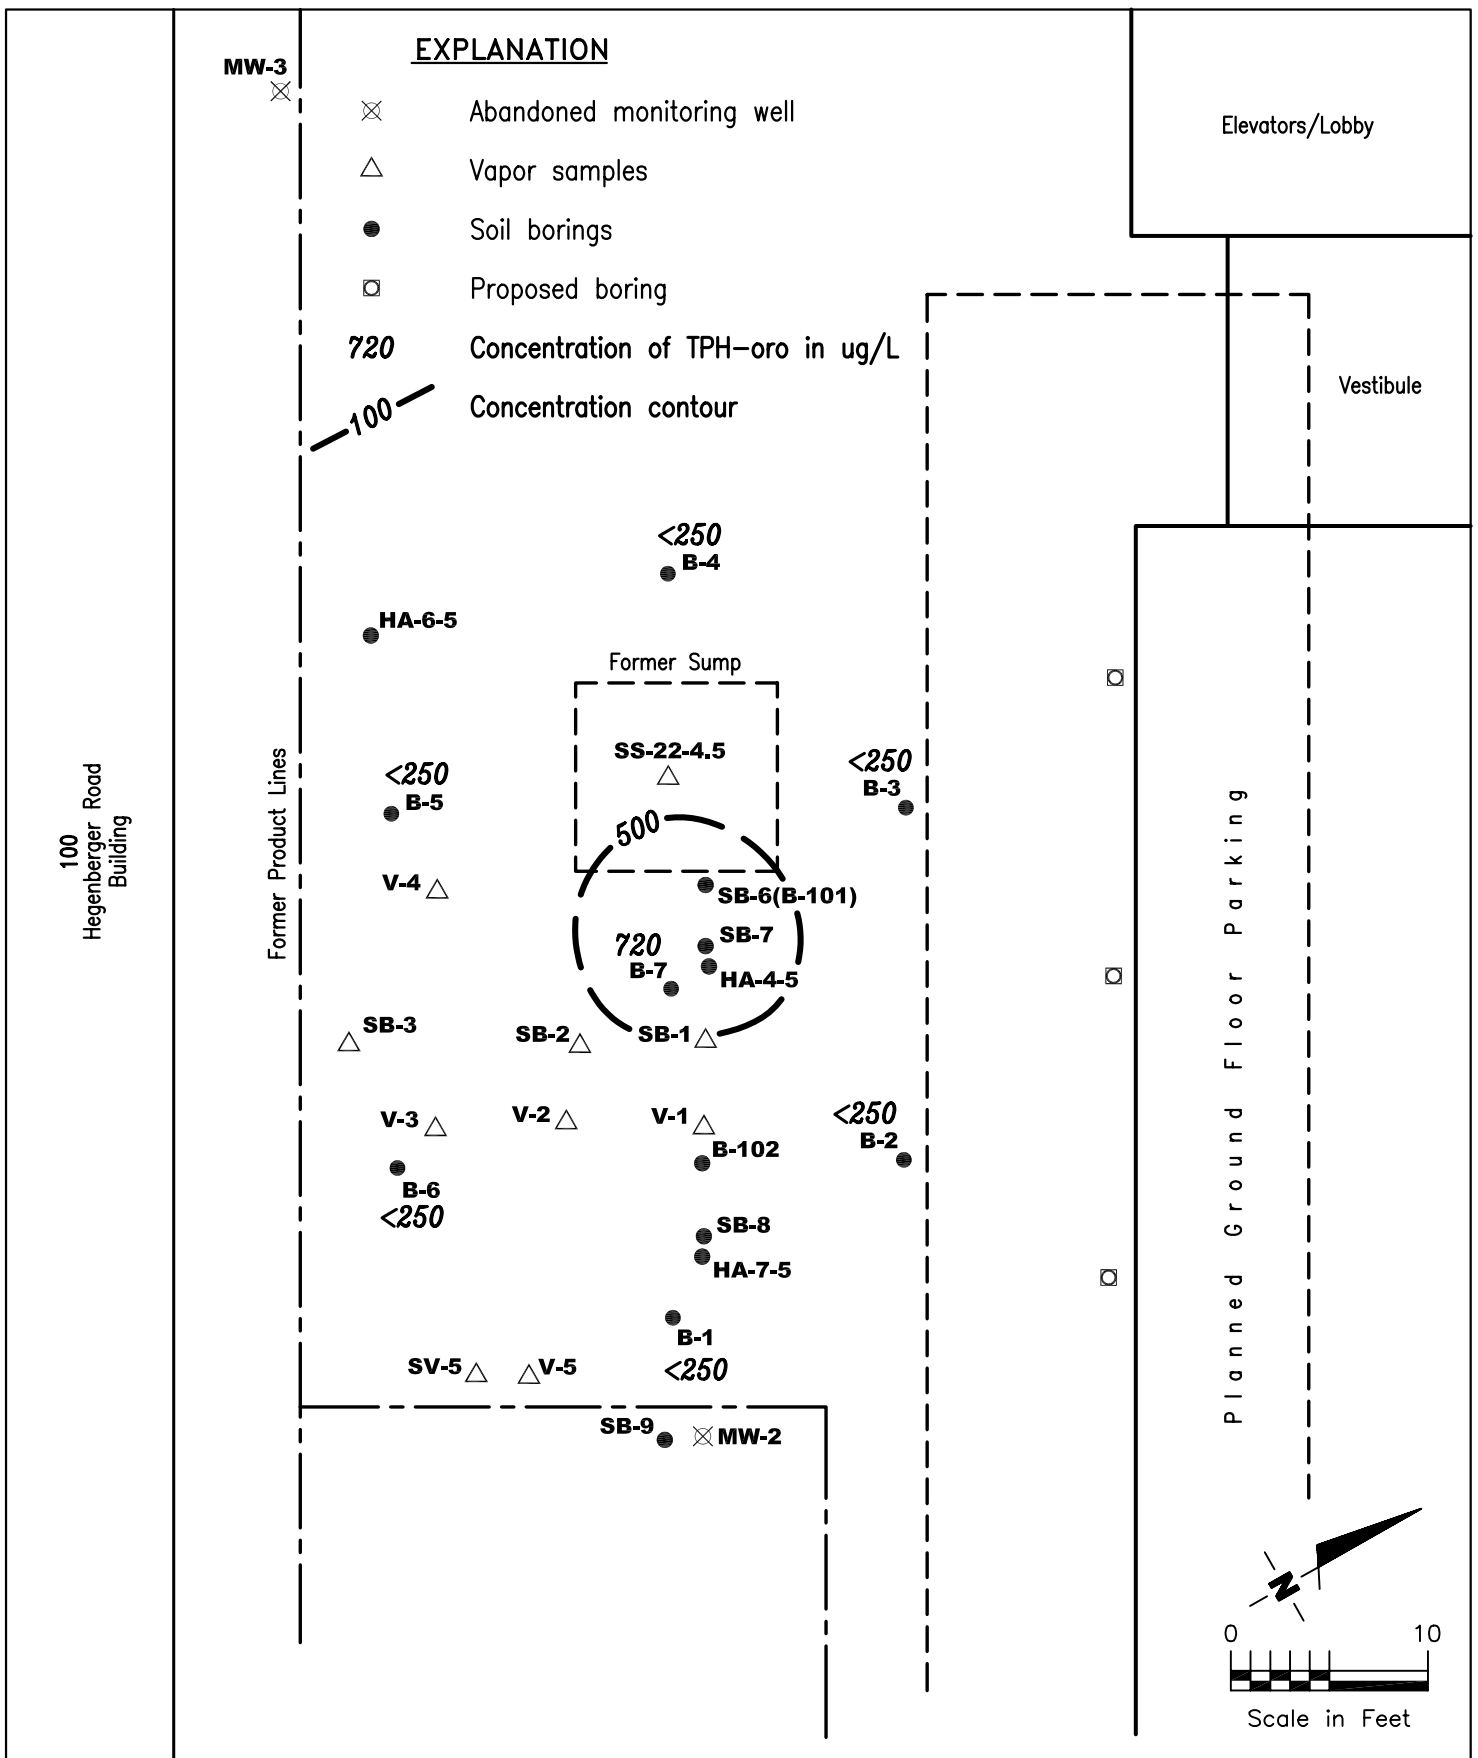 EXPLANATION
MW-3
Abandoned monitoring well
Elevators/Lobby
Vapor samples
Soil borings
Proposed boring
720 Concentration of TPH-oro in ug/L
Vestibule
100 Concentration contour
<250
B-4
HA-6-5
Former Sump
SS-22-4.5
<250
B-3
<250
B-5
Former Product Lines
100
Hegenberger Road
Building
Planned Ground Floor Parking
500
V-4
SB-6(B-101)
SB-7
720
B-7
HA-4-5
SB-3
SB-2
SB-1
V-3
V-2
V-1
<250
B-2
B-102
B-6
<250
SB-8
HA-7-5
B-1
<250
SV-5
V-5
SB-9
MW-2
N
0 10
Scale in Feet